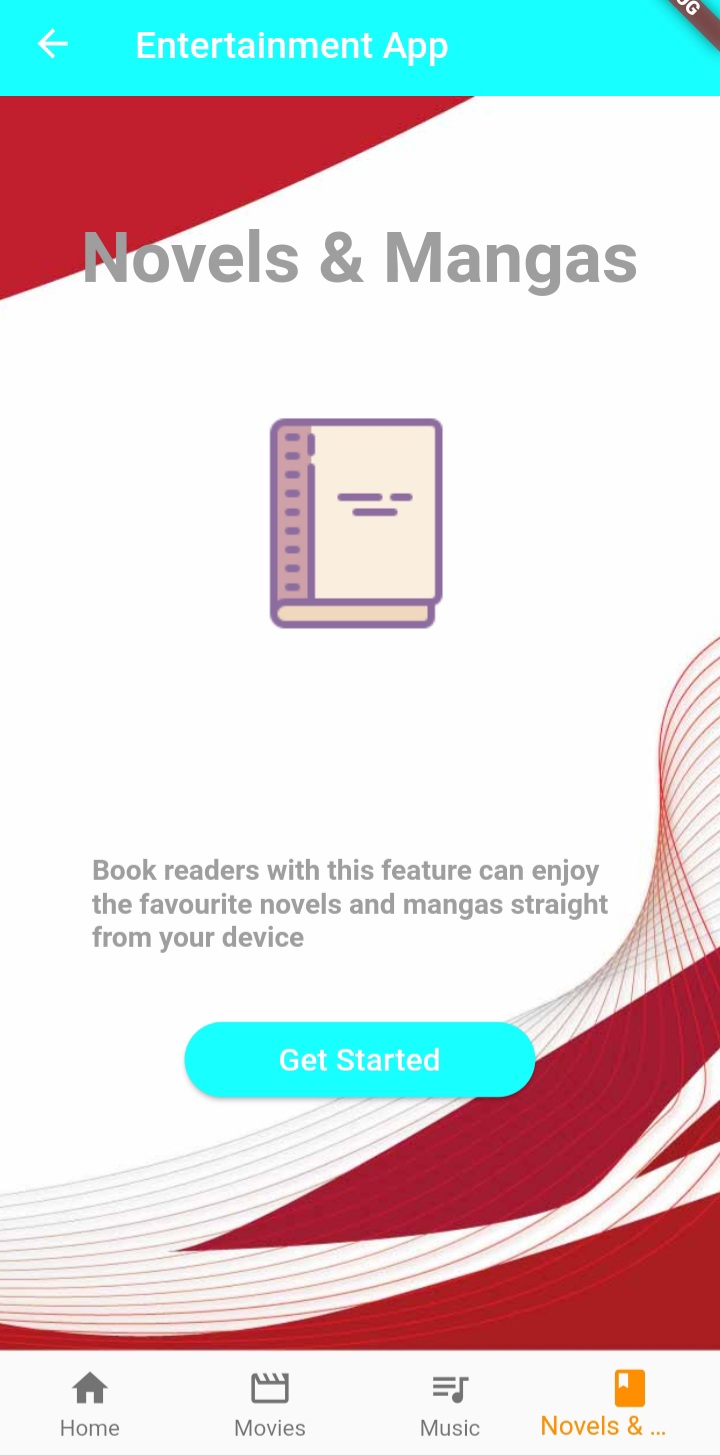 Entertainment App
Novels & Mangas
Book readers with this feature can enjoy
the favourite novels and mangas straight
from your device
Get Started
Home
Movies
Music
Novels & ...